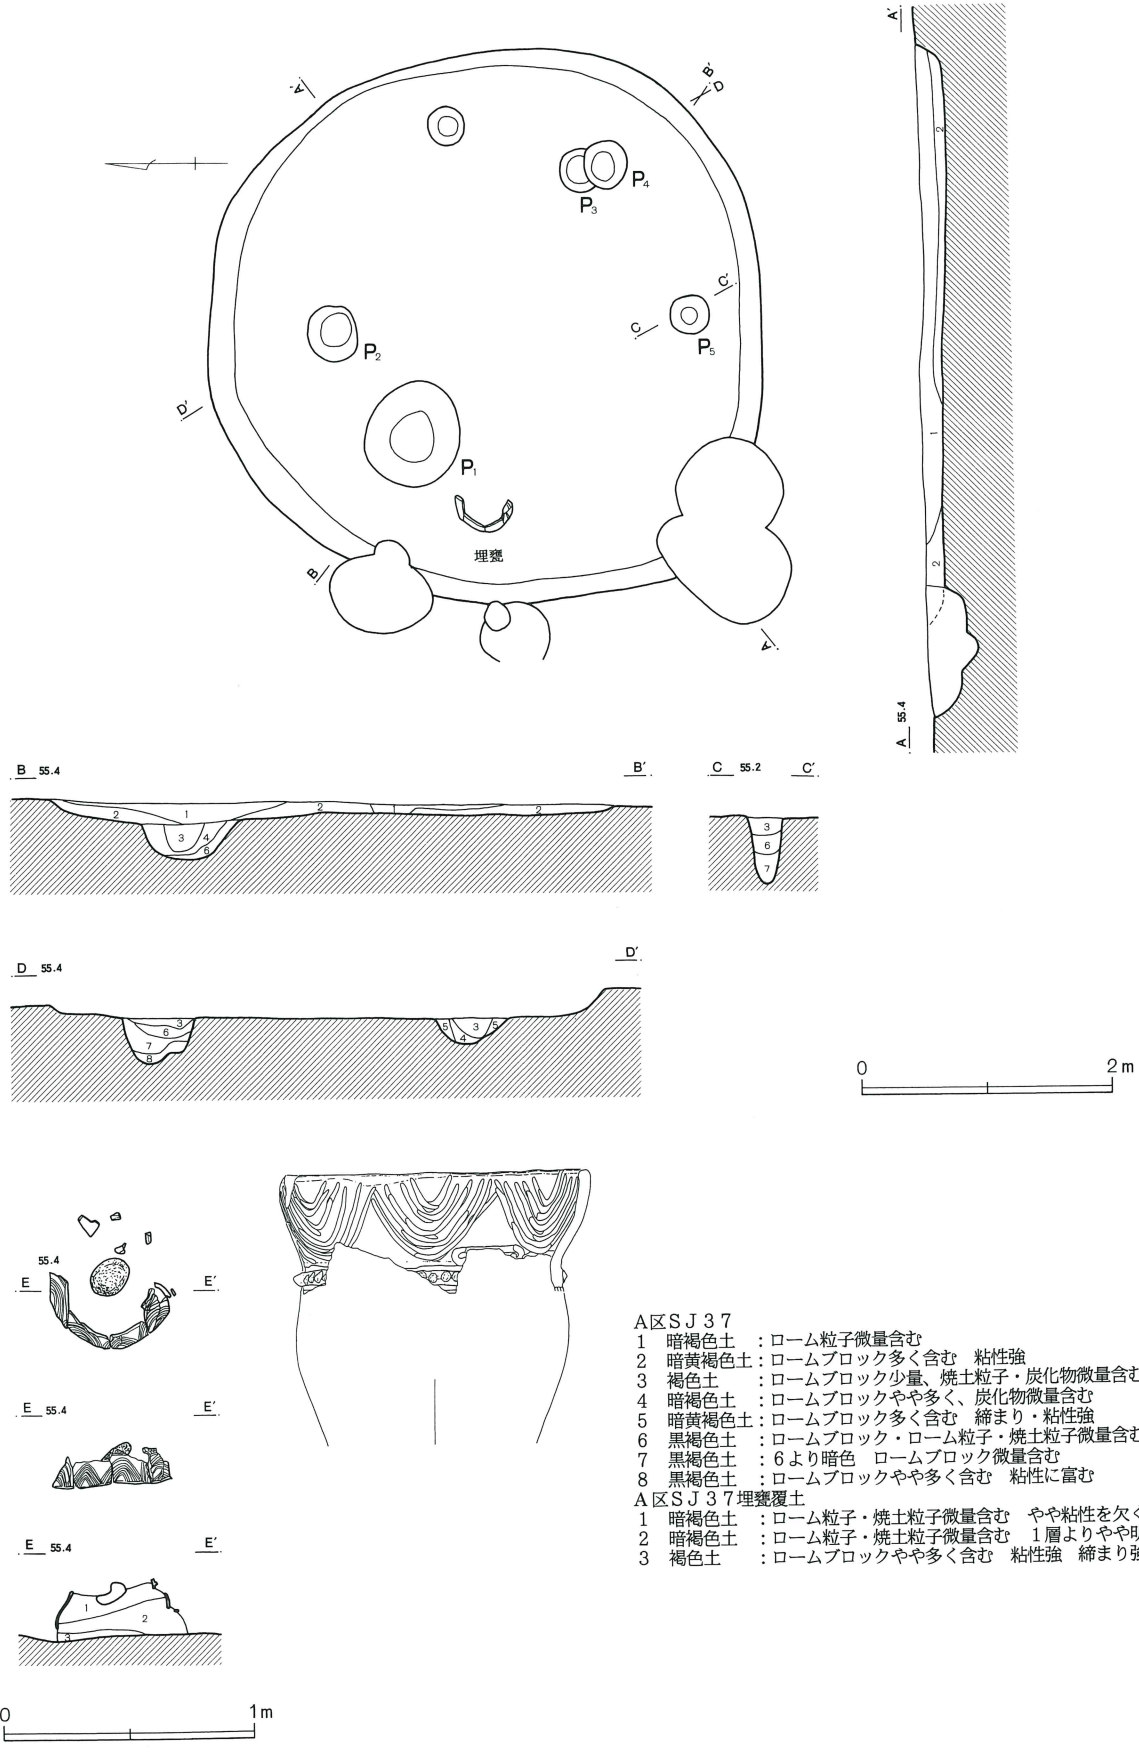 A′
B′
D
A′
P4
P3
C′
C
P5
P2
D′
P1
埋甕
B
A
2
1
2
A 55.4
B 55.4
B′
2
1
2
1
2
3
4
6
C 55.2
C′
3
6
7
D 55.4
D′
3
6
7
8
5
3
5
4
0
2m
55.4
E
E′
E 55.4
E′
E 55.4
E′
1
2
3
0
1m
A区SJ37
1 暗褐色土 :ローム粒子微量含む
2 暗黄褐色土:ロームブロック多く含む 粘性強
3 褐色土 :ロームブロック少量、焼土粒子・炭化物微量含む
4 暗褐色土 :ロームブロックやや多く、炭化物微量含む
5 暗黄褐色土:ロームブロック多く含む 締まり・粘性強
6 黒褐色土 :ロームブロック・ローム粒子・焼土粒子微量含む
7 黒褐色土 :6より暗色 ロームブロック微量含む
8 黒褐色土 :ロームブロックやや多く含む 粘性に富む
A区SJ37埋甕覆土
1 暗褐色土 :ローム粒子・焼土粒子微量含む やや粘性を欠く
2 暗褐色土 :ローム粒子・焼土粒子微量含む 1層よりやや明
3 褐色土 :ロームブロックやや多く含む 粘性強 締まり強